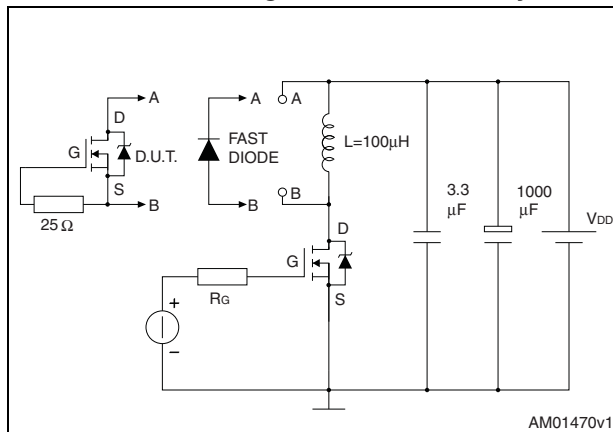 A
D
G
D.U.T.
S
B
25 Ω
A
FAST
DIODE
B
A
L=100µH
B
D
G
S
RG
+
-
3.3
µF
1000
µF
VDD
AM01470v1